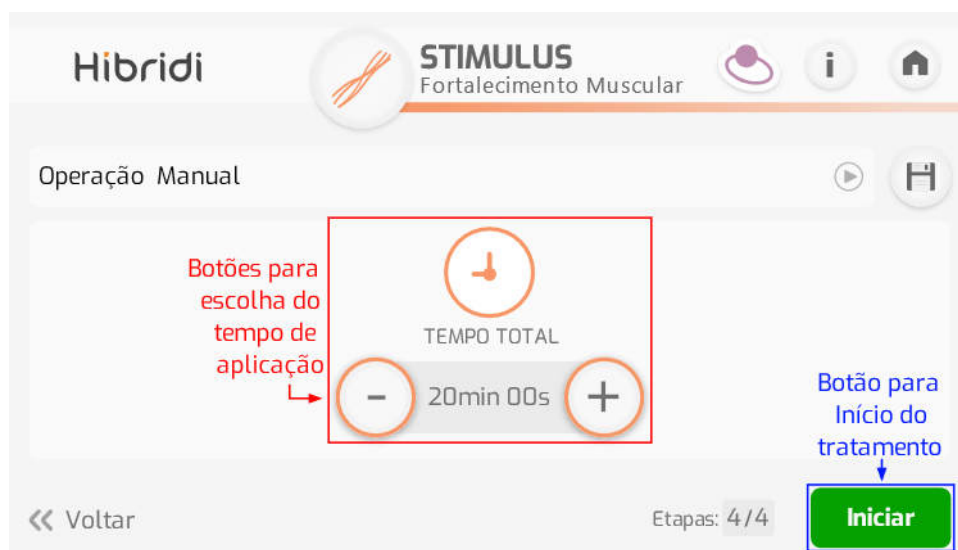 Hibridi
STIMULUS
Fortalecimento Muscular
i
Operação Manual
Botões para
escolha do
tempo de
aplicação
TEMPO TOTAL
- 20min 00s +
Botão para
Início do
tratamento
<< Voltar
Etapas: 4/4
Iniciar